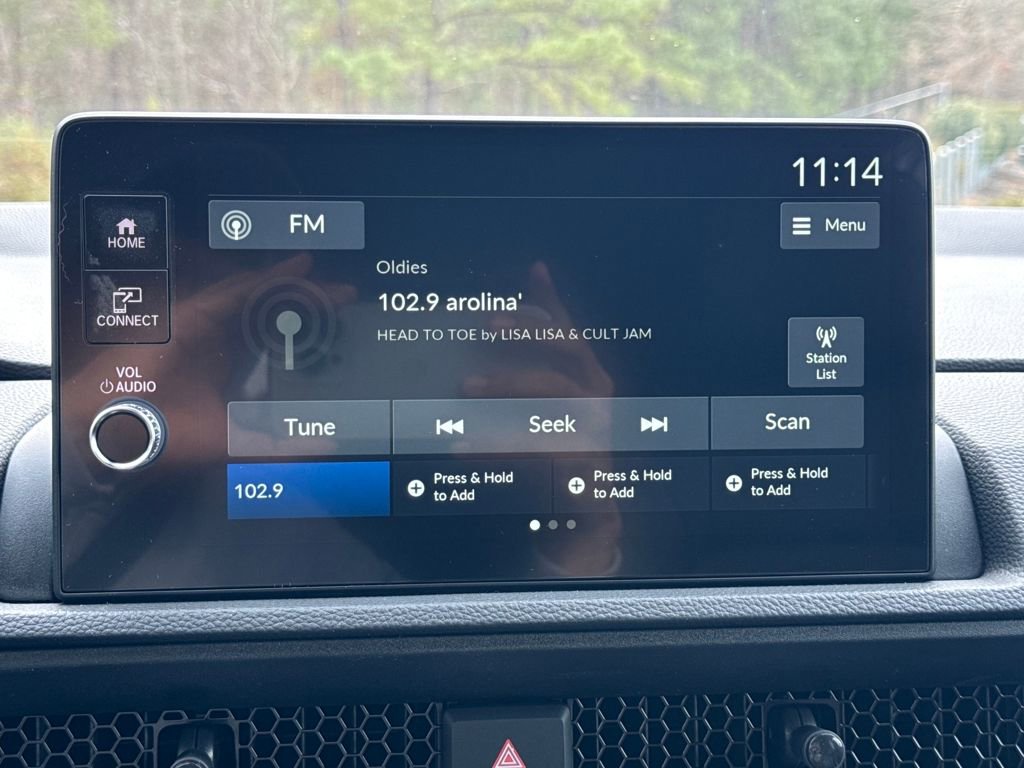 11:14
HOME
FM
Menu
Oldies
102.9 arolina'
CONNECT
HEAD TO TOE by LISA LISA & CULT JAM
Station
List
VOL
AUDIO
Tune
Seek
Scan
102.9
Press & Hold
to Add
Press & Hold
to Add
Press & Hold
to Add